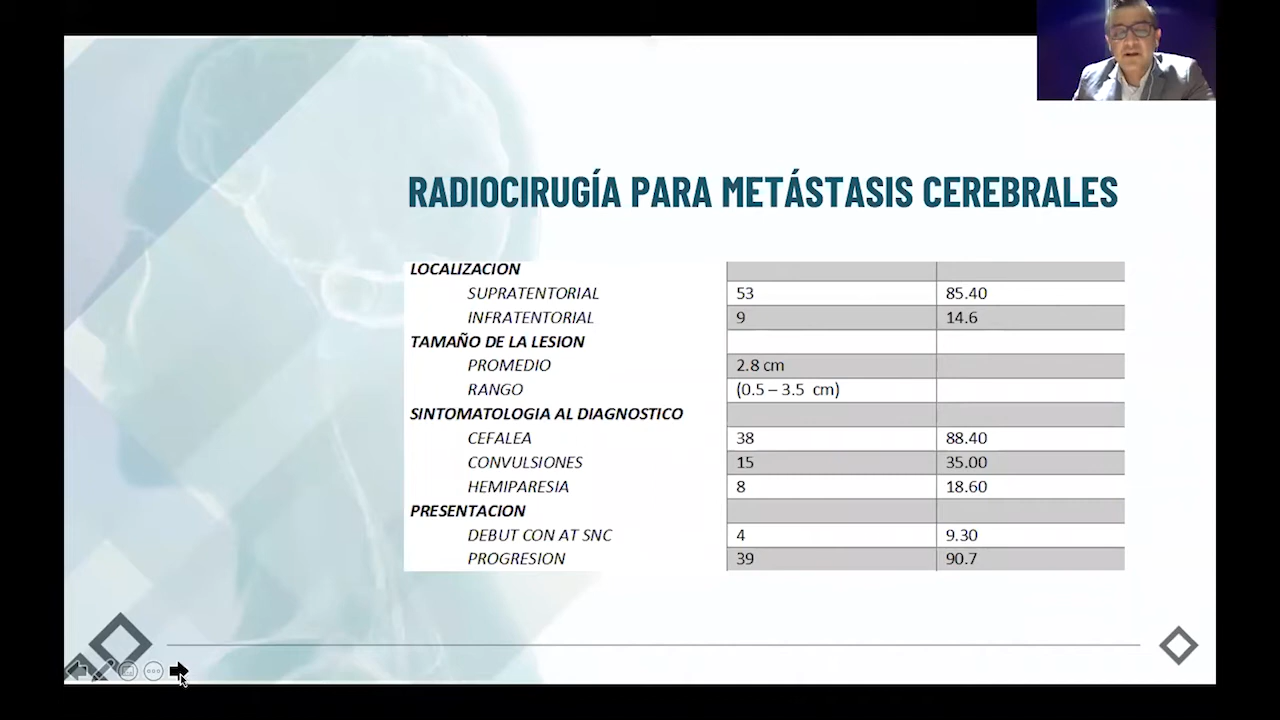 RADIOCIRUGÍA PARA METÁSTASIS CEREBRALES
LOCALIZACION
SUPRATENTORIAL 53 85.40
INFRATENTORIAL 9 14.6
TAMAÑO DE LA LESION
PROMEDIO 2.8 cm
RANGO (0.5 – 3.5 cm)
SINTOMATOLOGIA AL DIAGNOSTICO
CEFALEA 38 88.40
CONVULSIONES 15 35.00
HEMIPARESIA 8 18.60
PRESENTACION
DEBUT CON AT SNC 4 9.30
PROGRESION 39 90.7